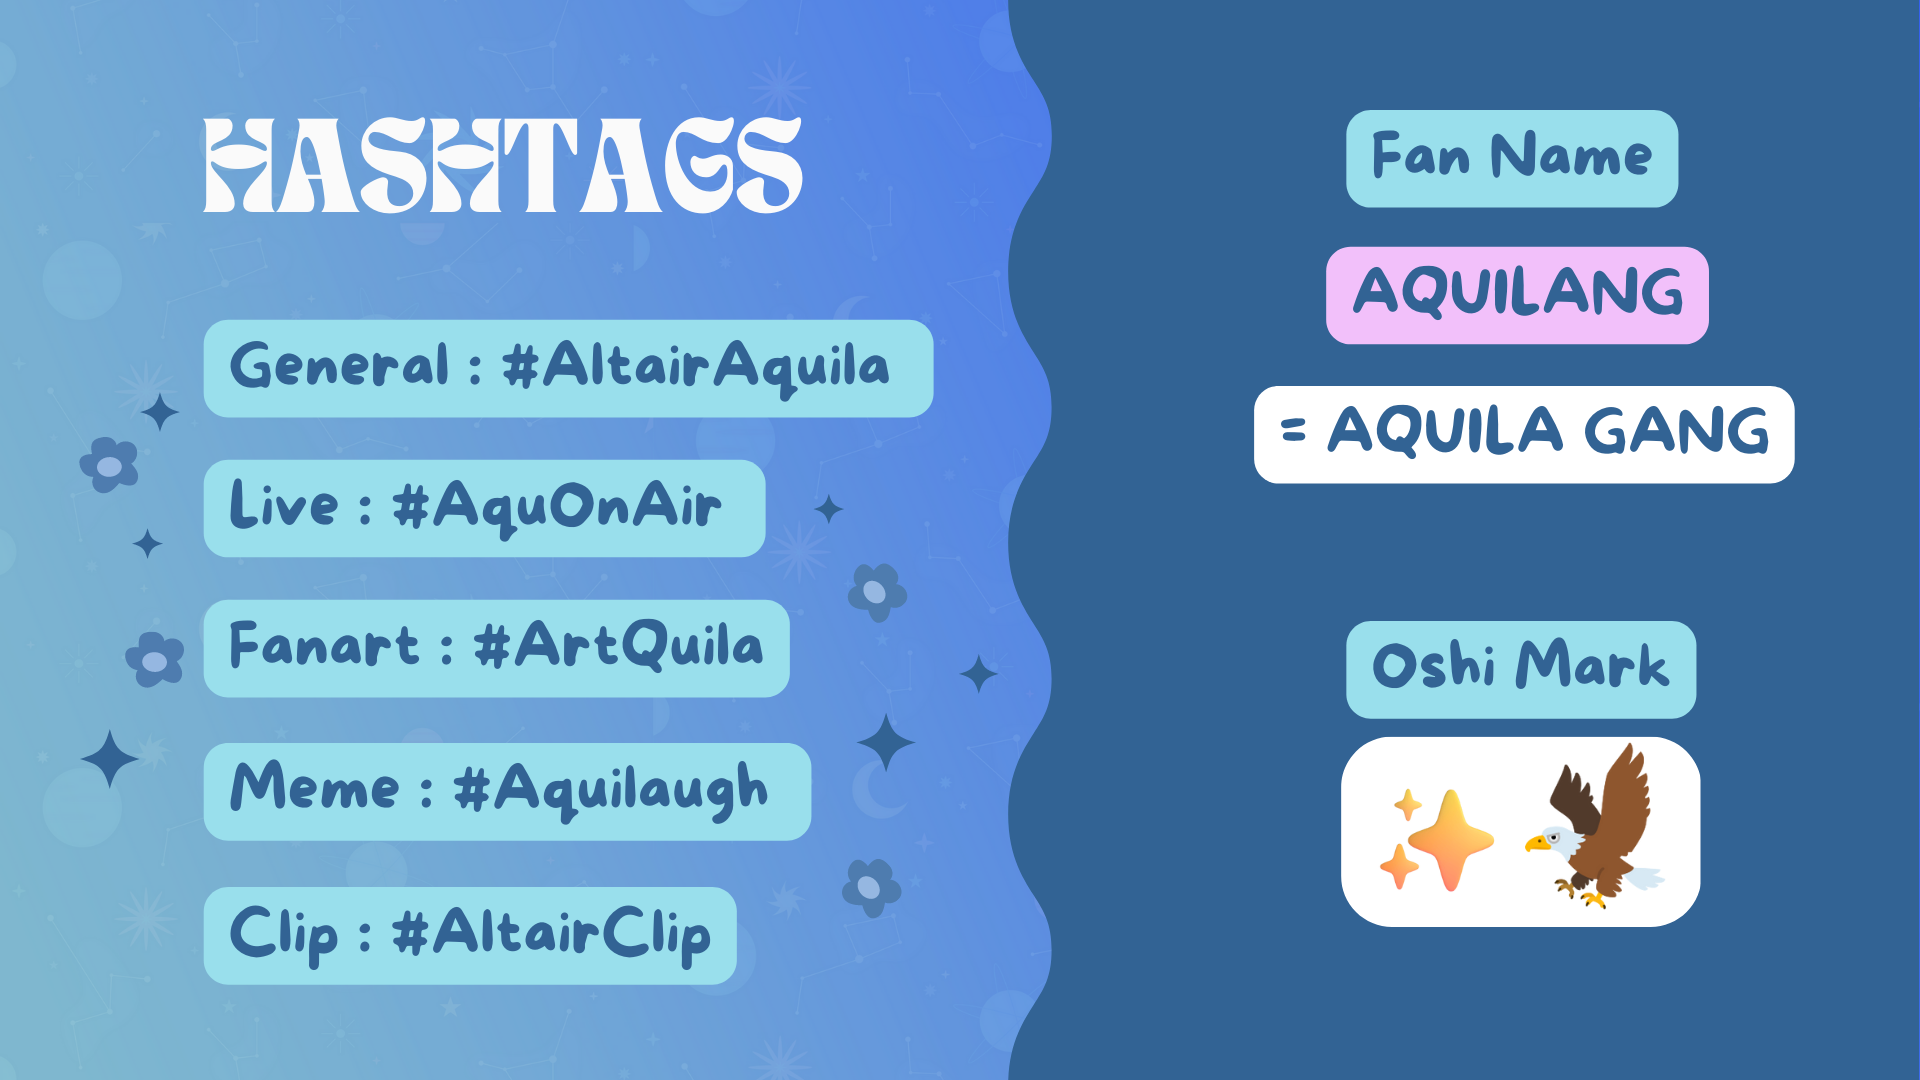 HASHTAGS
General : #AltairAquila
Live : #AquOnAir
Fanart : #ArtQuila
Meme : #Aquilaugh
Clip : #AltairClip
Fan Name
AQUILANG
= AQUILA GANG
Oshi Mark